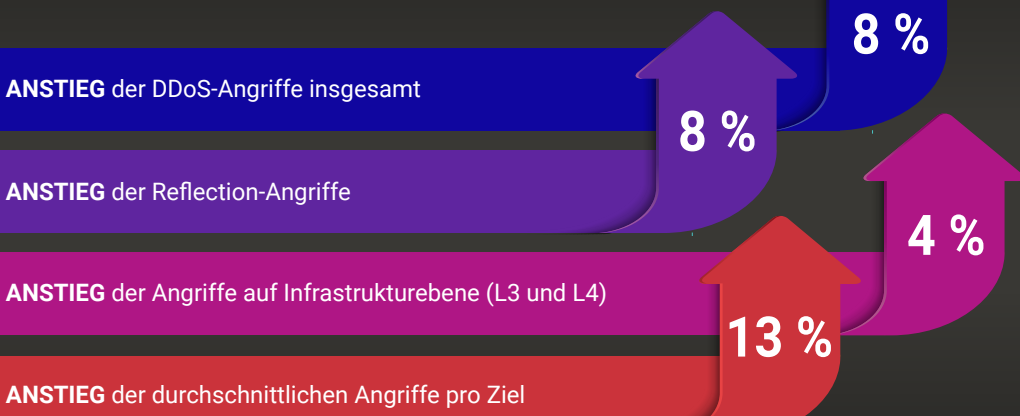 8 %
ANSTIEG der DDoS-Angriffe insgesamt
8 %
ANSTIEG der Reflection-Angriffe
4 %
ANSTIEG der Angriffe auf Infrastrukturebene (L3 und L4)
13 %
ANSTIEG der durchschnittlichen Angriffe pro Ziel